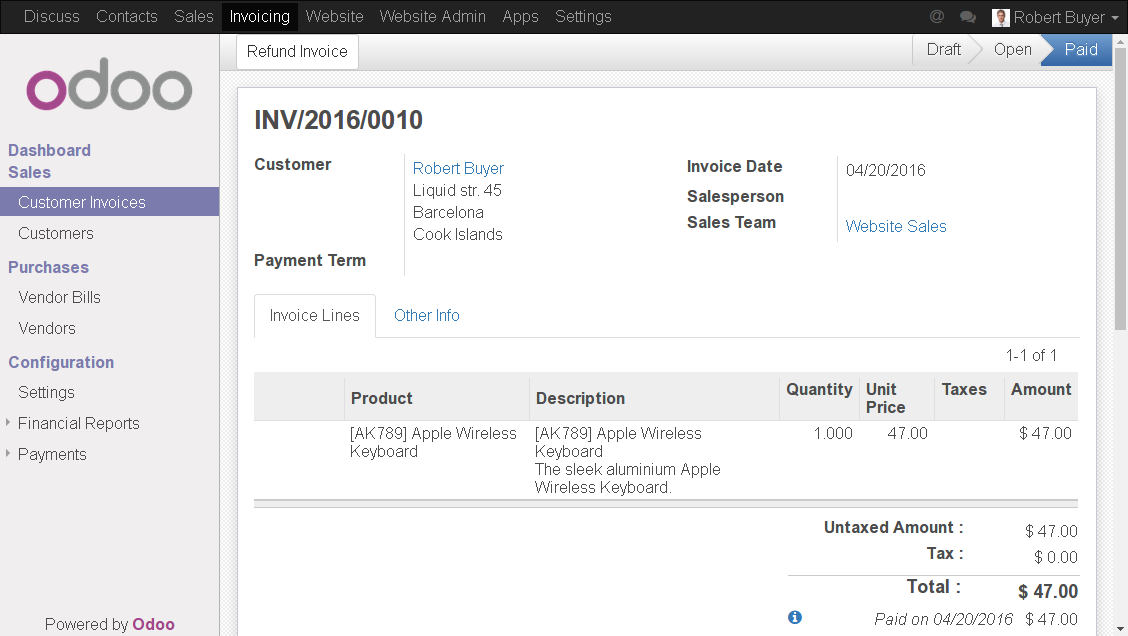 Discuss Contacts Sales Invoicing Website Website Admin Apps Settings @ Robert Buyer
Refund Invoice
Draft Open Paid
odoo
Dashboard
Sales
Customer Invoices
Customers
Purchases
Vendor Bills
Vendors
Configuration
Settings
Financial Reports
Payments
Powered by Odoo
INV/2016/0010
Customer
Robert Buyer
Liquid str. 45
Barcelona
Cook Islands
Payment Term
Invoice Date 04/20/2016
Salesperson
Sales Team Website Sales
Invoice Lines Other Info
1-1 of 1
Product Description Quantity Unit Price Taxes Amount
[AK789] Apple Wireless Keyboard
[AK789] Apple Wireless
Keyboard
The sleek aluminium Apple
Wireless Keyboard.
1.000 47.00 $ 47.00
Untaxed Amount : $ 47.00
Tax : $ 0.00
Total : $ 47.00
Paid on 04/20/2016 $ 47.00